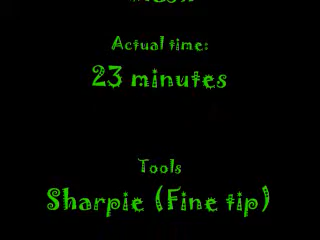 Actual time:
23 minutes
Tools
Sharpie (Fine tip)